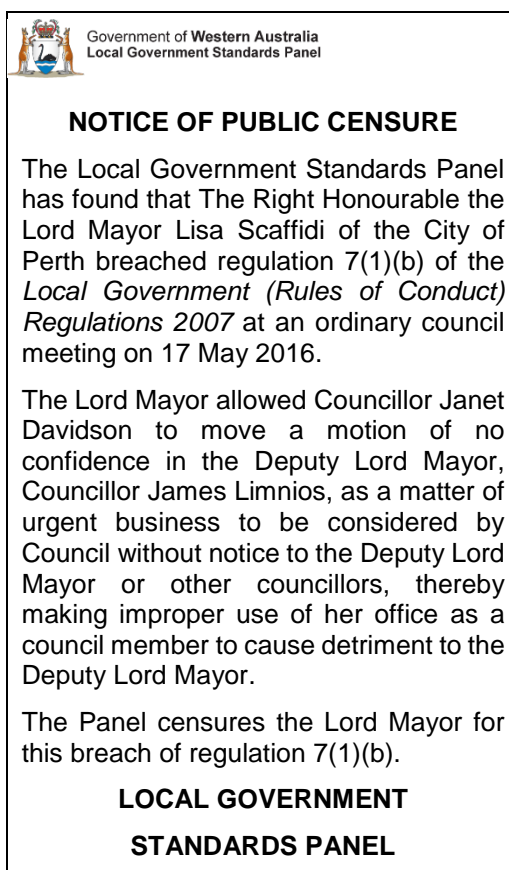 Government of Western Australia
Local Government Standards Panel
NOTICE OF PUBLIC CENSURE
The Local Government Standards Panel
has found that The Right Honourable the
Lord Mayor Lisa Scaffidi of the City of
Perth breached regulation 7(1)(b) of the
Local Government (Rules of Conduct)
Regulations 2007 at an ordinary council
meeting on 17 May 2016.
The Lord Mayor allowed Councillor Janet
Davidson to move a motion of no
confidence in the Deputy Lord Mayor,
Councillor James Limnios, as a matter of
urgent business to be considered by
Council without notice to the Deputy Lord
Mayor or other councillors, thereby
making improper use of her office as a
council member to cause detriment to the
Deputy Lord Mayor.
The Panel censures the Lord Mayor for
this breach of regulation 7(1)(b).
LOCAL GOVERNMENT
STANDARDS PANEL